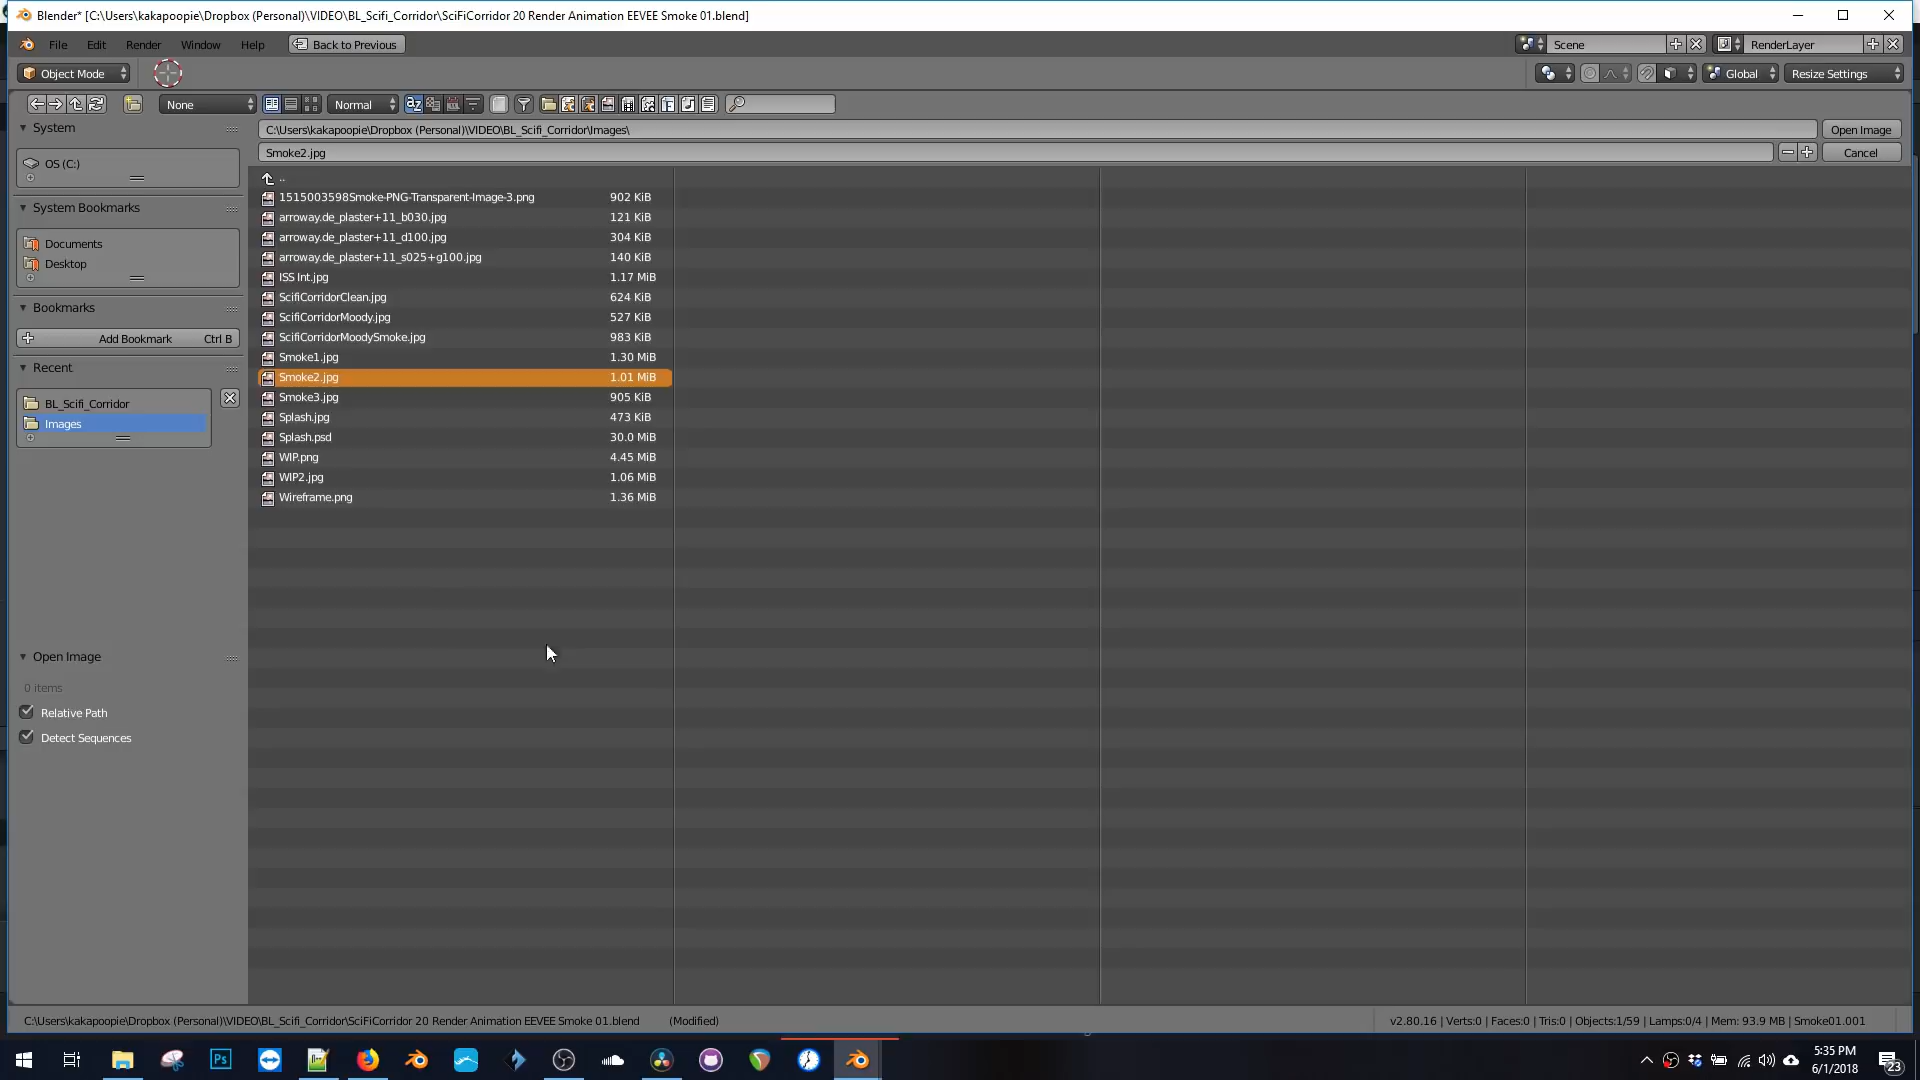 Blender* [C:\Users\kakapoopie\Dropbox (Personal)\VIDEO\BL_Scifi_Corridor\SciFiCorridor 20 Render Animation EEVEE Smoke 01.blend]
File Edit Render Window Help Back to Previous Scene RenderLayer
Object Mode Global Resize Settings
None Normal
System
C:\Users\kakapoopie\Dropbox (Personal)\VIDEO\BL_Scifi_Corridor\Images\ Open Image
Smoke2.jpg Cancel
OS (C:)
..
1515003598Smoke-PNG-Transparent-Image-3.png 902 KiB
System Bookmarks
arroway.de_plaster+11_b030.jpg 121 KiB
arroway.de_plaster+11_d100.jpg 304 KiB
Documents
arroway.de_plaster+11_s025+g100.jpg 140 KiB
Desktop
ISS Int.jpg 1.17 MiB
ScifiCorridorClean.jpg 624 KiB
Bookmarks
ScifiCorridorMoody.jpg 527 KiB
Add Bookmark Ctrl B
ScifiCorridorMoodySmoke.jpg 983 KiB
Smoke1.jpg 1.30 MiB
Recent
Smoke2.jpg 1.01 MiB
Smoke3.jpg 905 KiB
BL_Scifi_Corridor
Splash.jpg 473 KiB
Images
Splash.psd 30.0 MiB
WIP.png 4.45 MiB
WIP2.jpg 1.06 MiB
Wireframe.png 1.36 MiB
Open Image
0 items
Relative Path
Detect Sequences
C:\Users\kakapoopie\Dropbox (Personal)\VIDEO\BL_Scifi_Corridor\SciFiCorridor 20 Render Animation EEVEE Smoke 01.blend (Modified) v2.80.16 | Verts:0 | Faces:0 | Tris:0 | Objects:1/59 | Lamps:0/4 | Mem: 93.9 MB | Smoke01.001
Ps
5:35 PM
6/1/2018
23